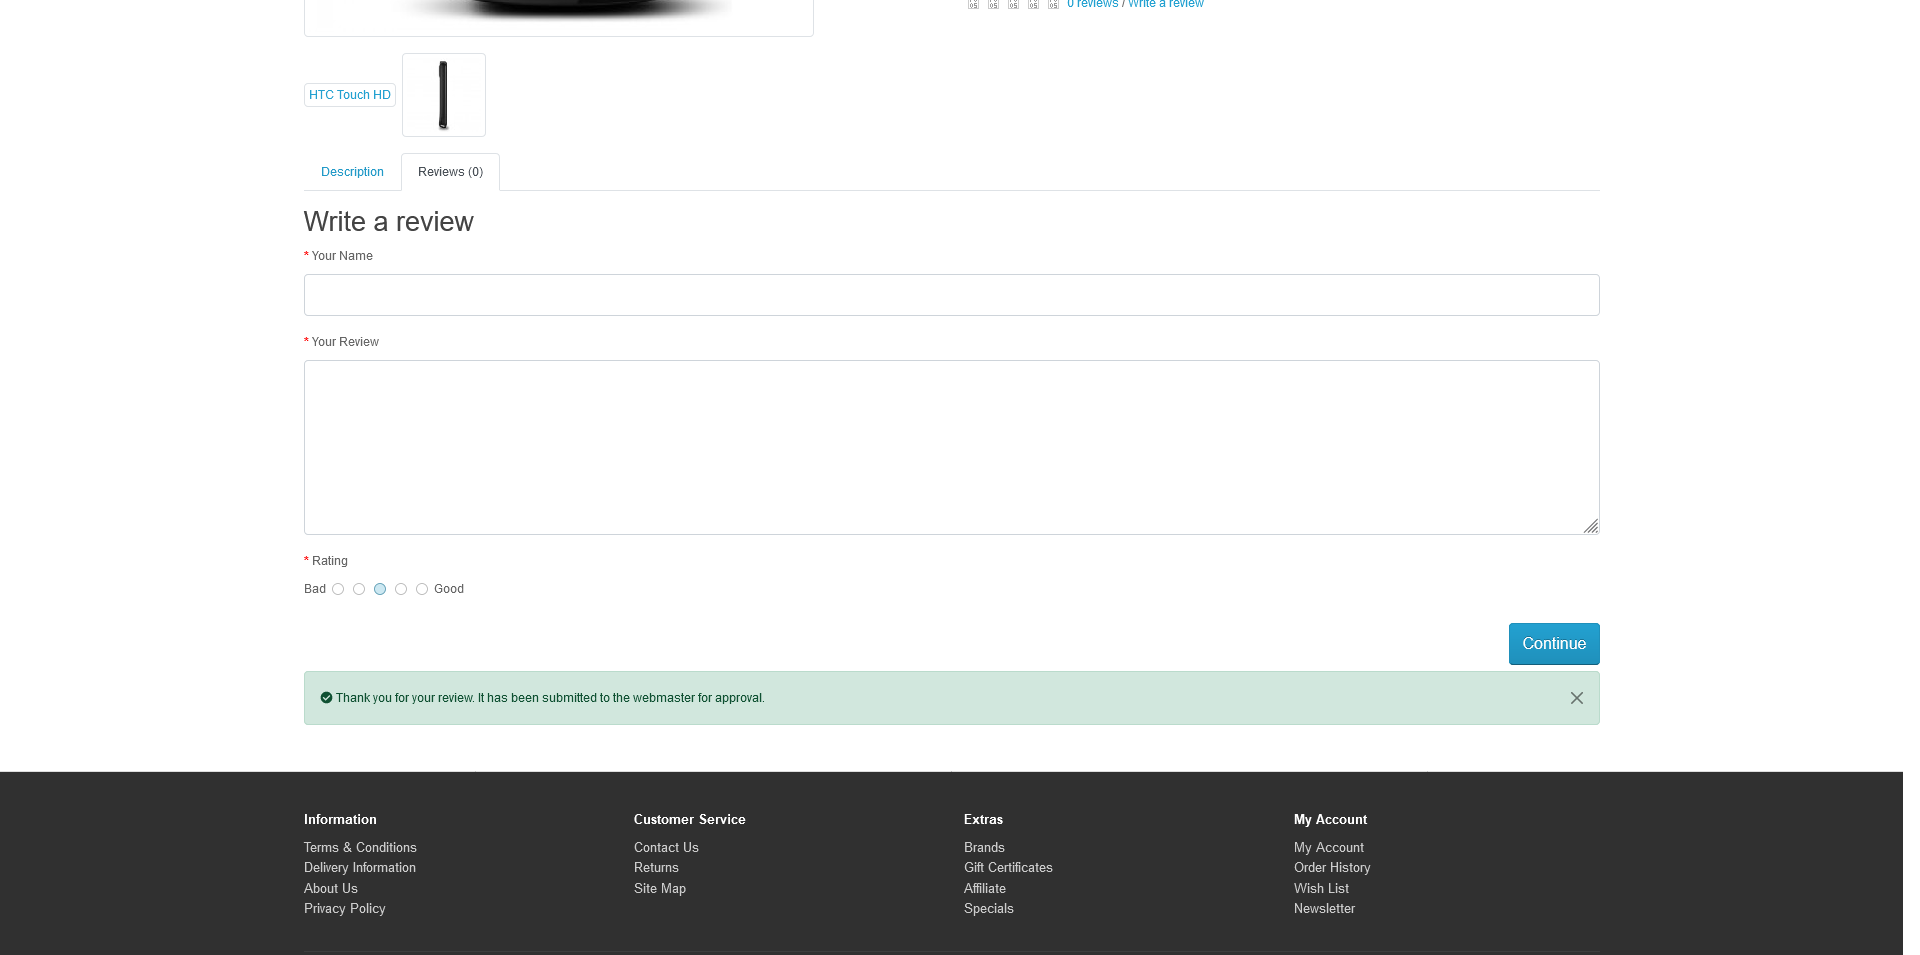 0 reviews / Write a review
HTC Touch HD
Description
Reviews (0)
Write a review
* Your Name
* Your Review
* Rating
Bad Good
Continue
Thank you for your review. It has been submitted to the webmaster for approval.
Information
Terms & Conditions
Delivery Information
About Us
Privacy Policy
Customer Service
Contact Us
Returns
Site Map
Extras
Brands
Gift Certificates
Affiliate
Specials
My Account
My Account
Order History
Wish List
Newsletter